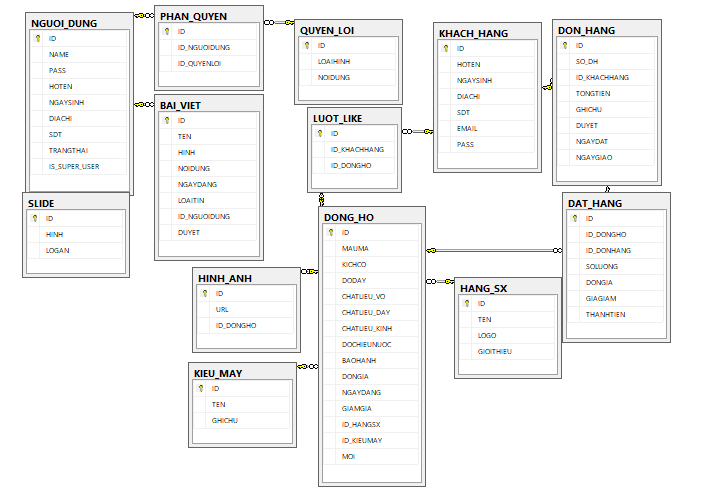 NGUOI_DUNG
ID
NAME
PASS
HOTEN
NGAYSINH
DIACHI
SDT
TRANGTHAI
IS_SUPER_USER
PHAN_QUYEN
ID
ID_NGUOIDUNG
ID_QUYENLOI
QUYEN_LOI
ID
LOAIHINH
NOIDUNG
KHACH_HANG
ID
HOTEN
NGAYSINH
DIACHI
SDT
EMAIL
PASS
DON_HANG
ID
SO_DH
ID_KHACHHANG
TONGTIEN
GHICHU
DUYET
NGAYDAT
NGAYGIAO
BAI_VIET
ID
TEN
HINH
NOIDUNG
NGAYDANG
LOAITIN
ID_NGUOIDUNG
DUYET
LUOT_LIKE
ID
ID_KHACHHANG
ID_DONGHO
SLIDE
ID
HINH
LOGAN
DONG_HO
ID
MAUMA
KICHCO
DODAY
CHATLIEU_VO
CHATLIEU_DAY
CHATLIEU_KINH
DOCHIEUNUOC
BAOHANH
DONGIA
NGAYDANG
GIAMGIA
ID_HANGSX
ID_KIEUMAY
MOI
DAT_HANG
ID
ID_DONGHO
ID_DONHANG
SOLUONG
DONGIA
GIAGIAM
THANHTIEN
HINH_ANH
ID
URL
ID_DONGHO
HANG_SX
ID
TEN
LOGO
GIOITHIEU
KIEU_MAY
ID
TEN
GHICHU